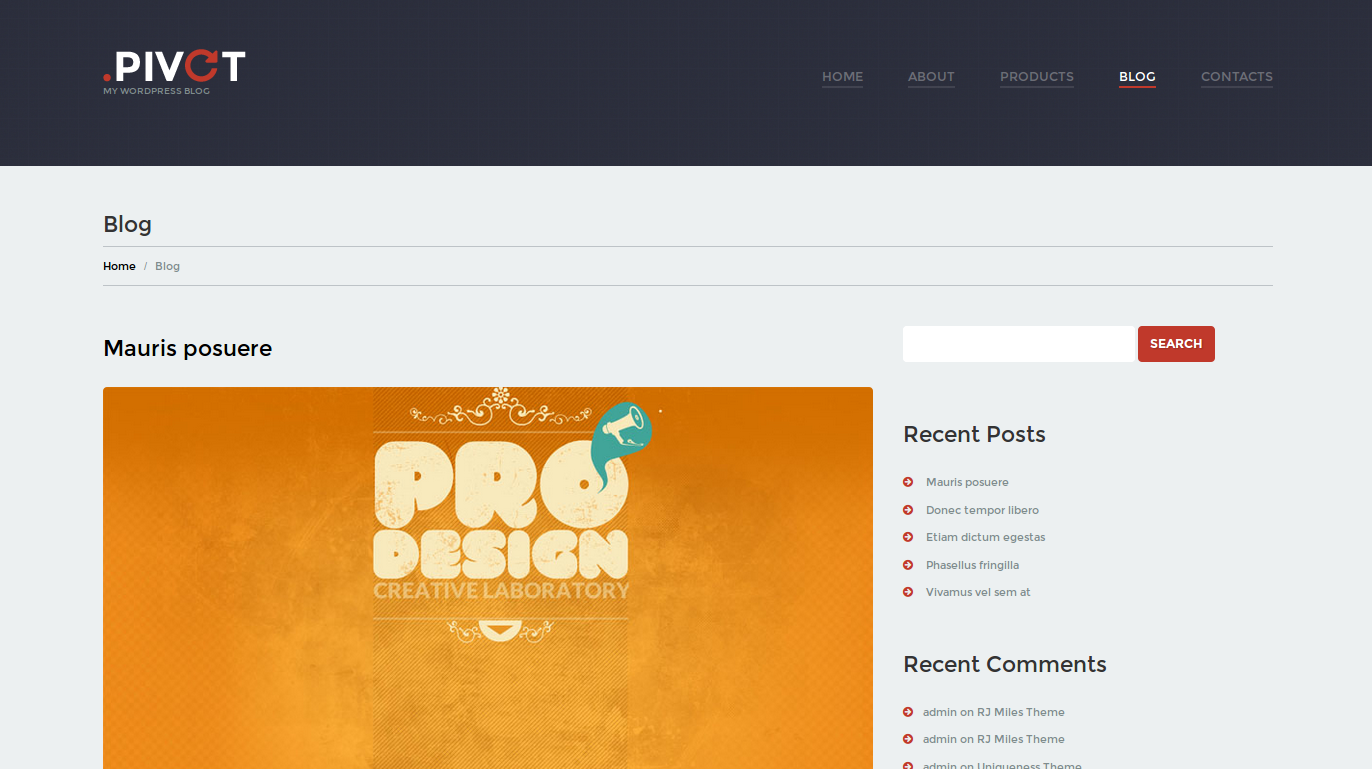 .PIVOT
MY WORDPRESS BLOG
HOME ABOUT PRODUCTS BLOG CONTACTS
Blog
Home / Blog
Mauris posuere
PRO
DESIGN
CREATIVE LABORATORY
SEARCH
Recent Posts
Mauris posuere
Donec tempor libero
Etiam dictum egestas
Phasellus fringilla
Vivamus vel sem at
Recent Comments
admin on RJ Miles Theme
admin on RJ Miles Theme
admin on Uniqueness Theme